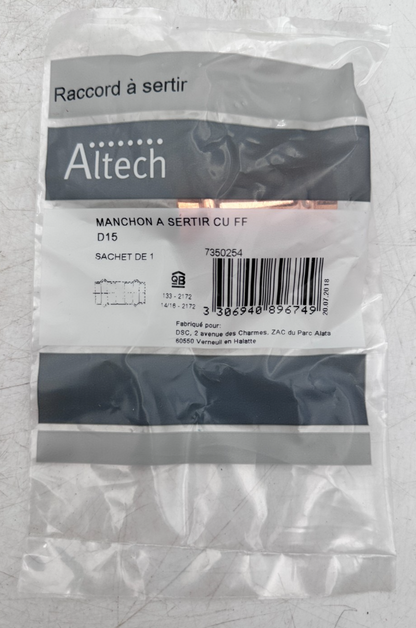 Raccord à sertir
Altech
MANCHON A SERTIR CU FF
D15
SACHET DE 1
7350254
QB
133 - 2172
14/16 - 2172
3 306940 896749
20.07.2018
Fabriqué pour:
DSC, 2 avenue des Charmes, ZAC du Parc Alata
60550 Verneuil en Halatte